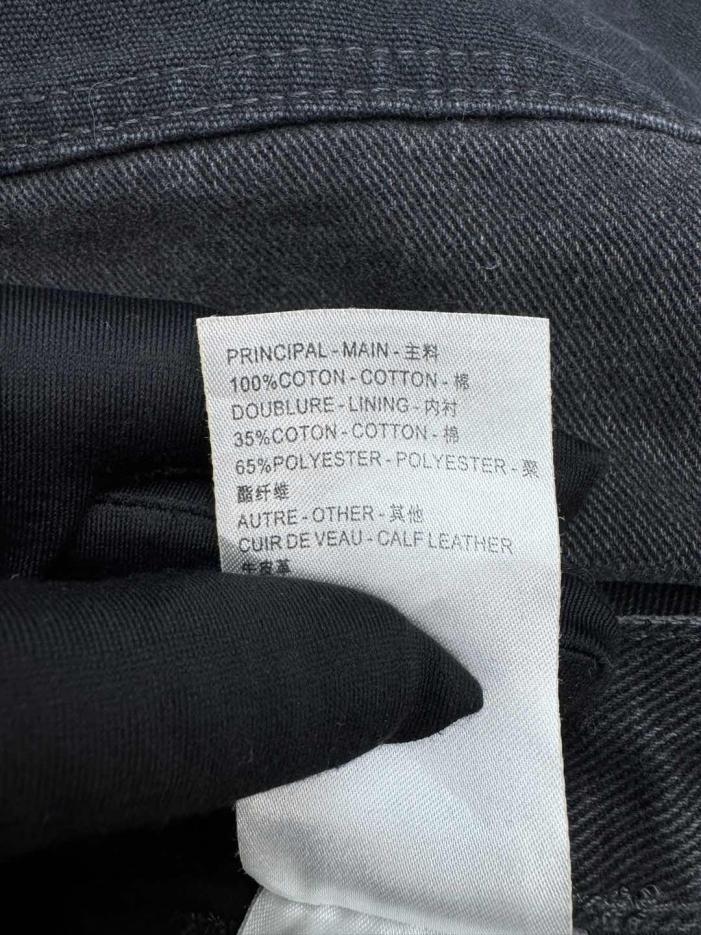 PRINCIPAL - MAIN - 主料
100%COTON - COTTON - 棉
DOUBLURE - LINING - 内衬
35%COTON - COTTON - 棉
65%POLYESTER - POLYESTER - 聚
酯纤维
AUTRE - OTHER - 其他
CUIR DE VEAU - CALF LEATHER
牛皮革